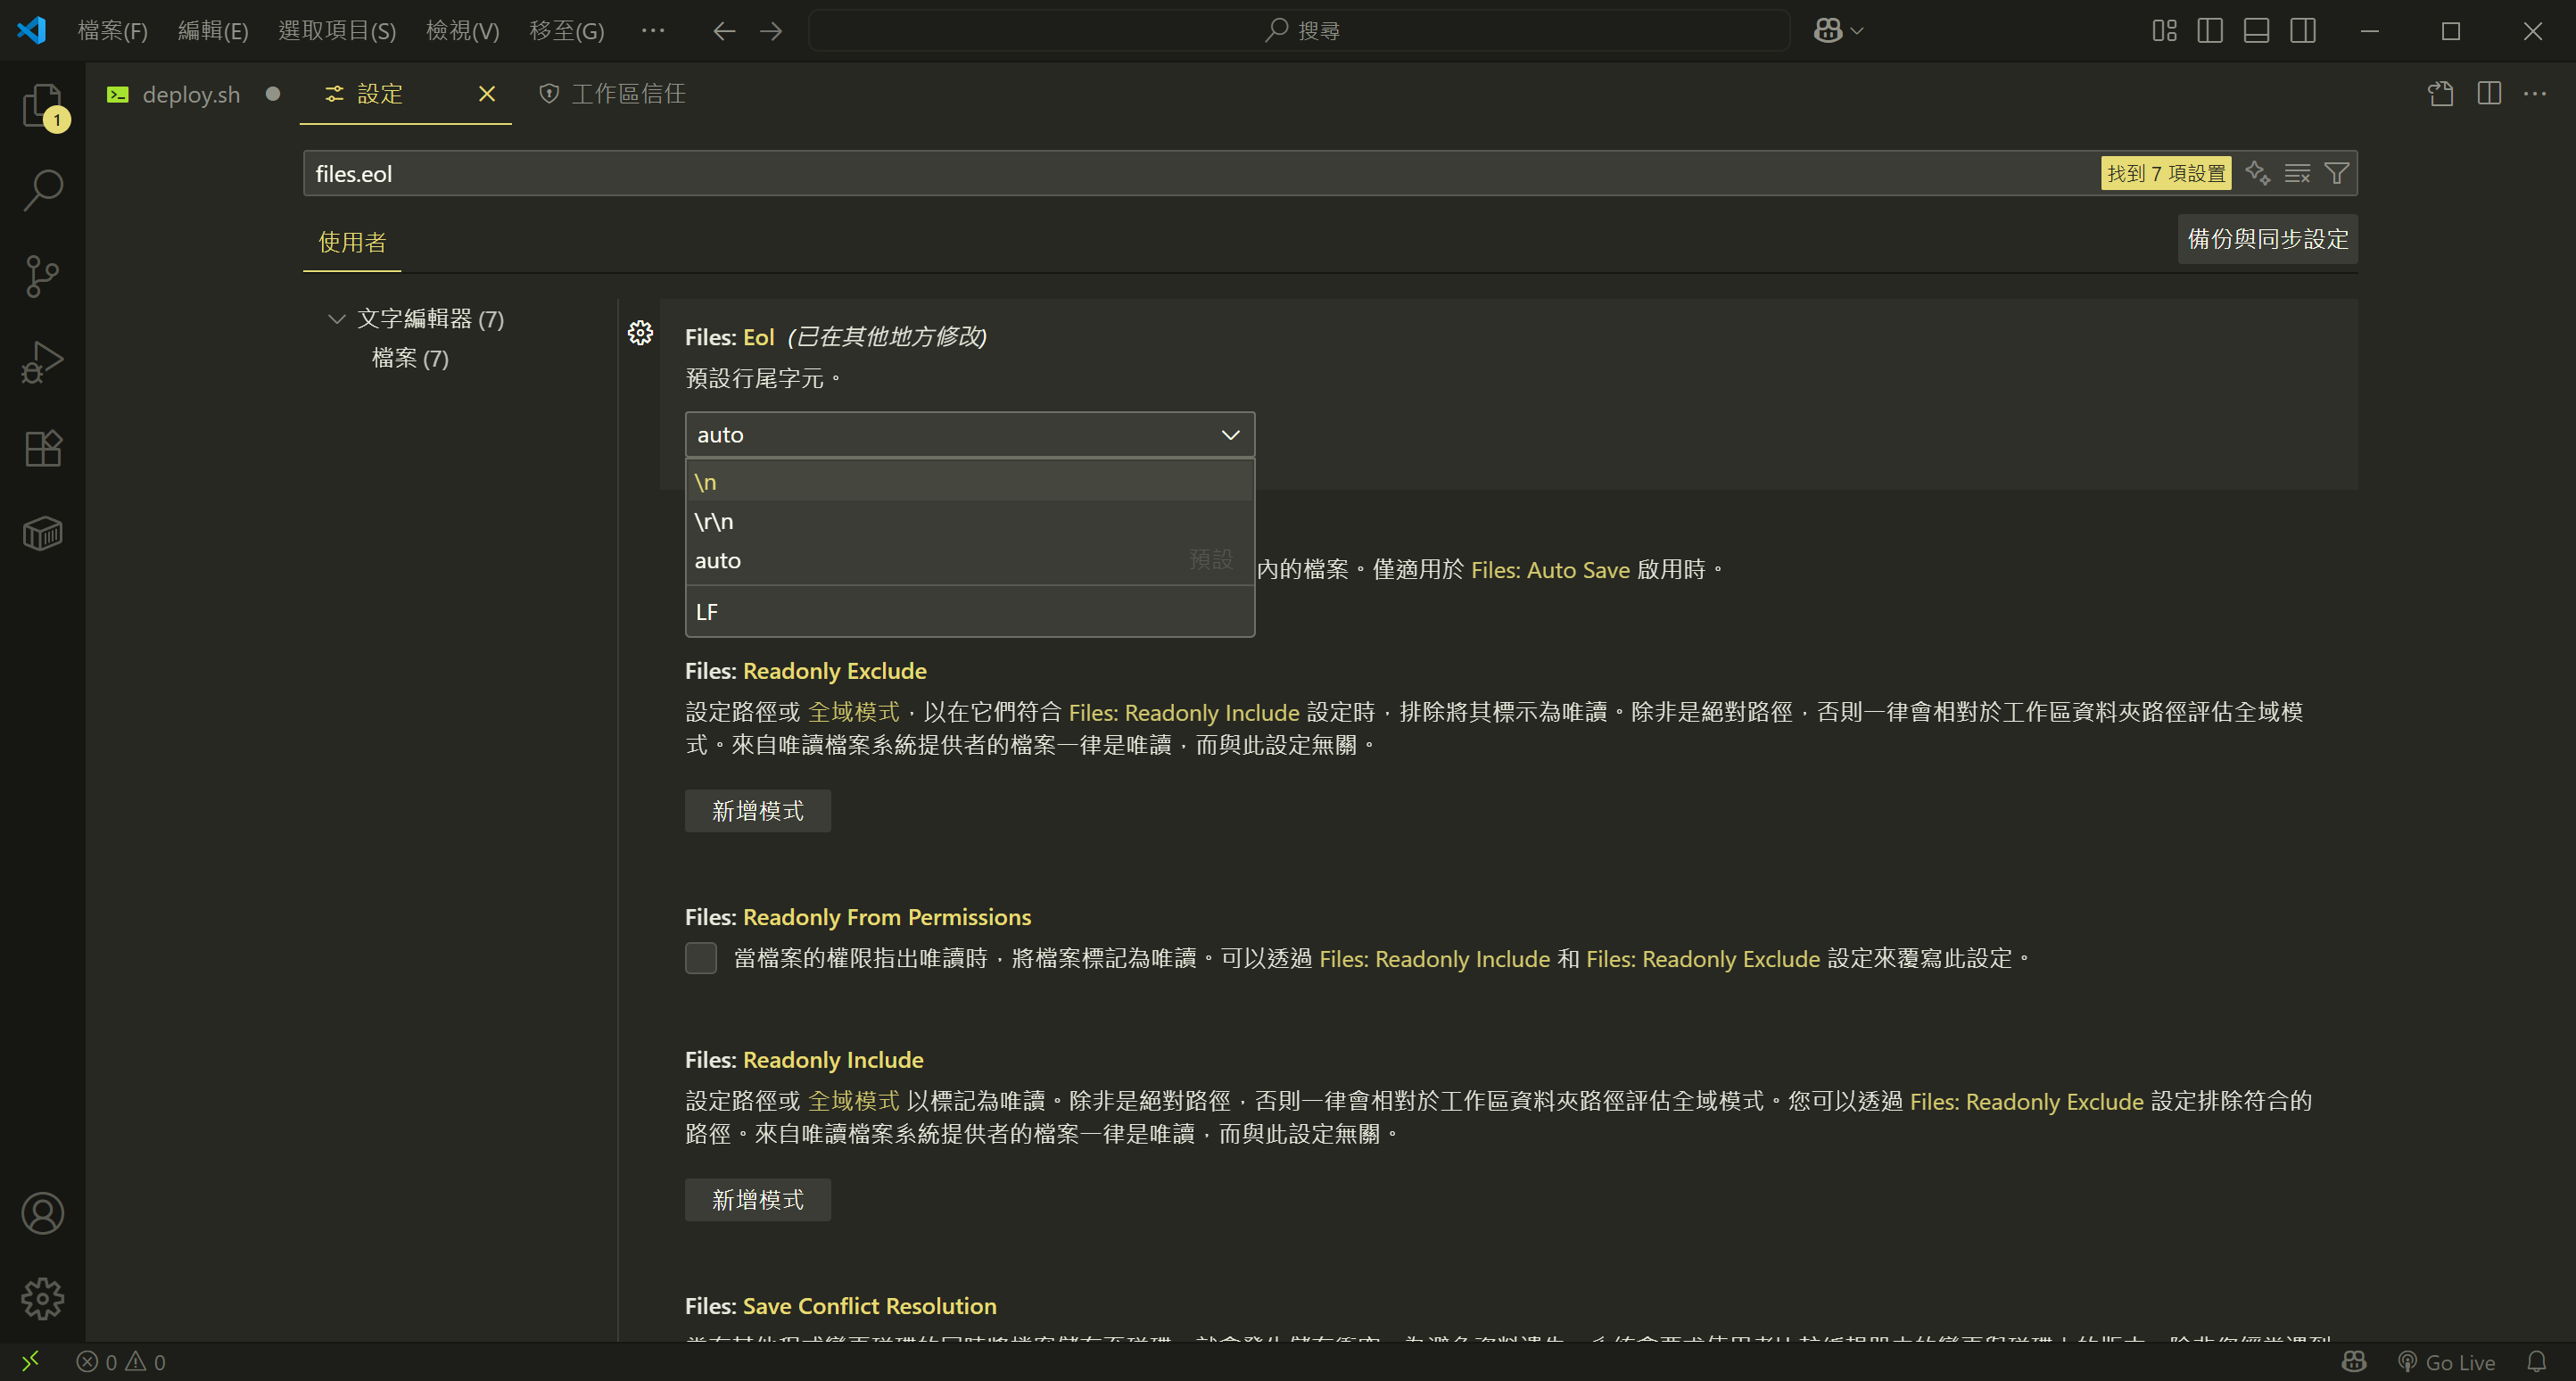 檔案(F) 編輯(E) 選取項目(S) 檢視(V) 移至(G) ··· 搜尋
deploy.sh 設定 工作區信任
1
files.eol 找到 7 項設置
使用者 備份與同步設定
文字編輯器 (7)
檔案 (7)
Files: Eol (已在其他地方修改)
預設行尾字元。
auto
\n
\r\n
auto 預設
內的檔案。僅適用於 Files: Auto Save 啟用時。
LF
Files: Readonly Exclude
設定路徑或 全域模式，以在它們符合 Files: Readonly Include 設定時，排除將其標示為唯讀。除非是絕對路徑，否則一律會相對於工作區資料夾路徑評估全域模
式。來自唯讀檔案系統提供者的檔案一律是唯讀，而與此設定無關。
新增模式
Files: Readonly From Permissions
當檔案的權限指出唯讀時，將檔案標記為唯讀。可以透過 Files: Readonly Include 和 Files: Readonly Exclude 設定來覆寫此設定。
Files: Readonly Include
設定路徑或 全域模式 以標記為唯讀。除非是絕對路徑，否則一律會相對於工作區資料夾路徑評估全域模式。您可以透過 Files: Readonly Exclude 設定排除符合的
路徑。來自唯讀檔案系統提供者的檔案一律是唯讀，而與此設定無關。
新增模式
Files: Save Conflict Resolution
0 0 Go Live